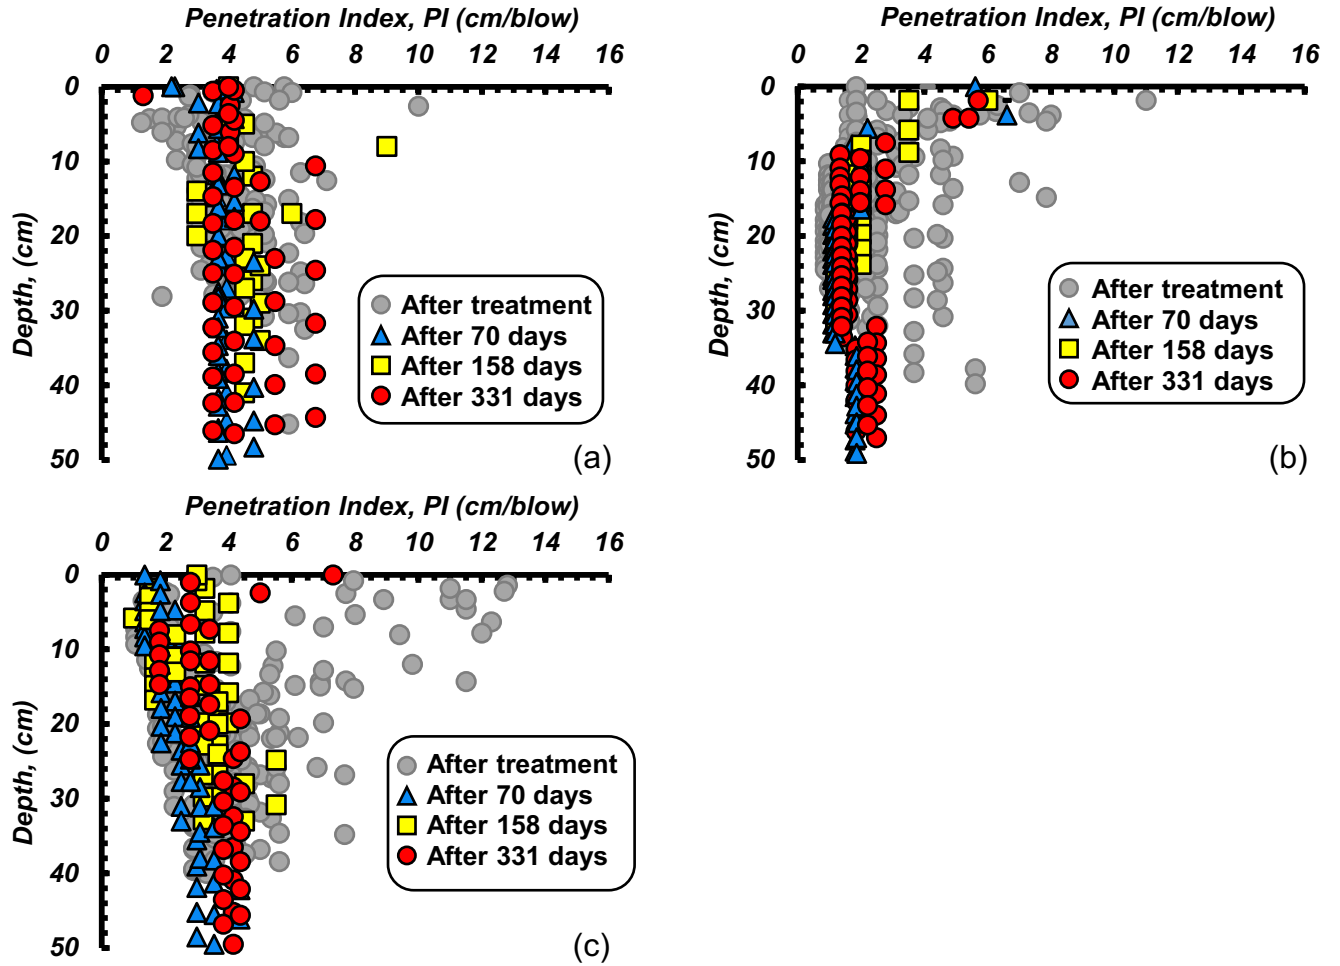 Penetration Index, PI (cm/blow)
0 2 4 6 8 10 12 14 16
0
10
20
30
40
50
Depth, (cm)
After treatment
After 70 days
After 158 days
After 331 days
(a)
Penetration Index, PI (cm/blow)
0 2 4 6 8 10 12 14 16
0
10
20
30
40
50
Depth, (cm)
After treatment
After 70 days
After 158 days
After 331 days
(b)
Penetration Index, PI (cm/blow)
0 2 4 6 8 10 12 14 16
0
10
20
30
40
50
Depth, (cm)
After treatment
After 70 days
After 158 days
After 331 days
(c)